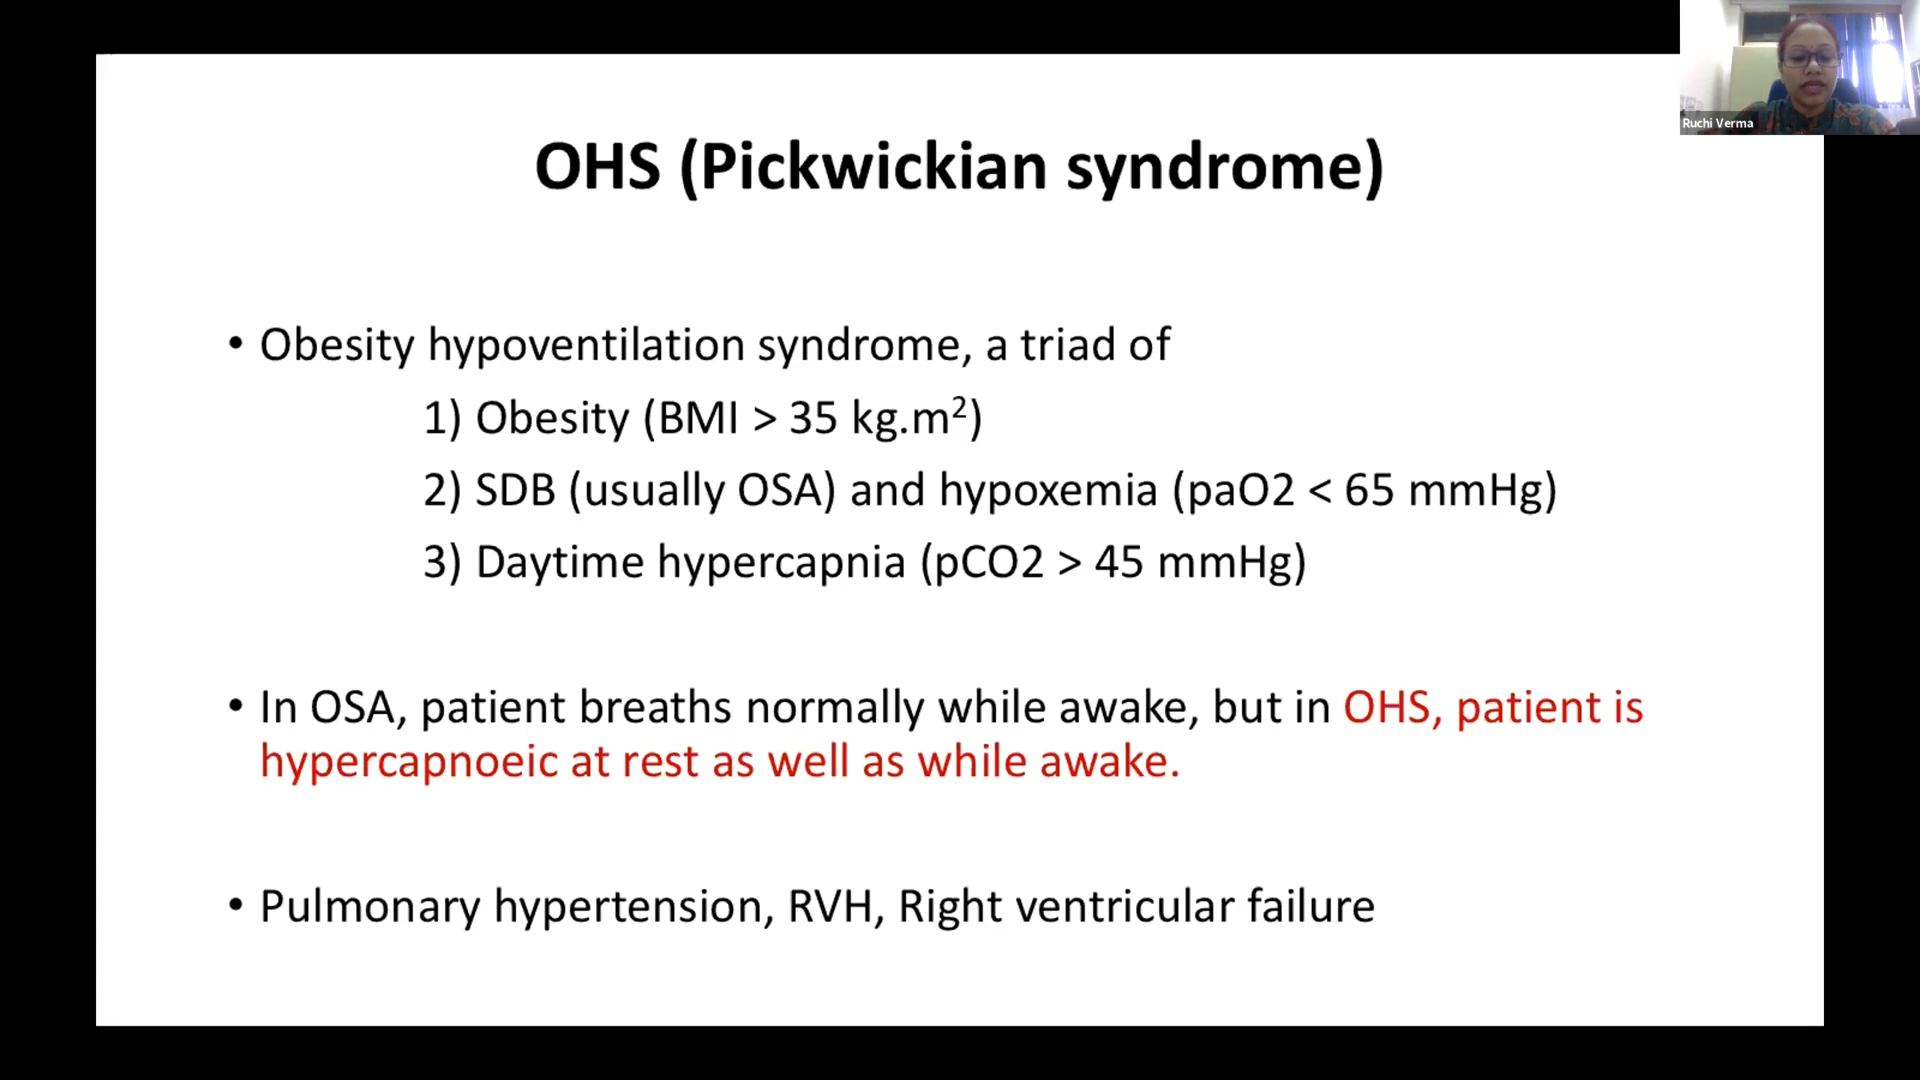 Ruchi Verma
OHS (Pickwickian syndrome)
• Obesity hypoventilation syndrome, a triad of
1) Obesity (BMI > 35 kg.m²)
2) SDB (usually OSA) and hypoxemia (paO2 < 65 mmHg)
3) Daytime hypercapnia (pCO2 > 45 mmHg)
• In OSA, patient breaths normally while awake, but in OHS, patient is
hypercapnoeic at rest as well as while awake.
• Pulmonary hypertension, RVH, Right ventricular failure